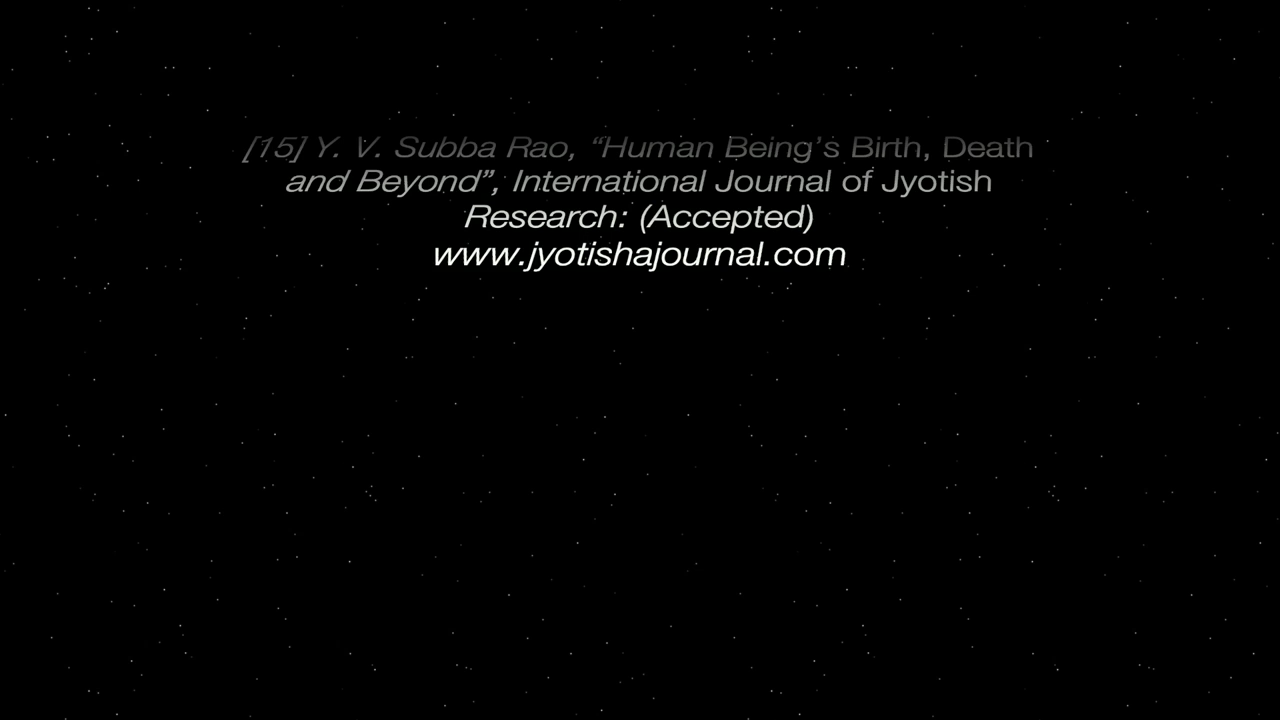 [15] Y. V. Subba Rao, “Human Being’s Birth, Death
and Beyond”, International Journal of Jyotish
Research: (Accepted)
www.jyotishajournal.com